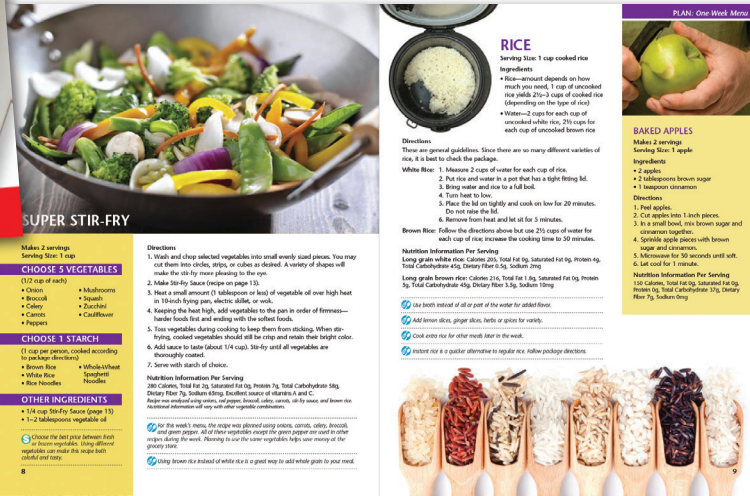 SUPER STIR-FRY
Makes 2 servings
Serving Size: 1 cup
CHOOSE 5 VEGETABLES
(1/2 cup of each)
• Onion
• Broccoli
• Celery
• Carrots
• Peppers
• Mushrooms
• Squash
• Zucchini
• Cauliflower
CHOOSE 1 STARCH
(1 cup per person, cooked according
to package directions)
• Brown Rice
• White Rice
• Rice Noodles
• Whole-Wheat
Spaghetti
Noodles
OTHER INGREDIENTS
• 1/4 cup Stir-Fry Sauce (page 13)
• 1–2 tablespoons vegetable oil
Choose the best price between fresh
or frozen vegetables. Using different
vegetables can make this recipe both
colorful and tasty.
8
Directions
1. Wash and chop selected vegetables into small evenly sized pieces. You may
cut them into circles, strips, or cubes as desired. A variety of shapes will
make the stir-fry more pleasing to the eye.
2. Make Stir-Fry Sauce (recipe on page 13).
3. Heat a small amount (1 tablespoon or less) of vegetable oil over high heat
in 10-inch frying pan, electric skillet, or wok.
4. Keeping the heat high, add vegetables to the pan in order of firmness—
harder foods first and ending with the softest foods.
5. Toss vegetables during cooking to keep them from sticking. When stir-
frying, cooked vegetables should still be crisp and retain their bright color.
6. Add sauce to taste (about 1/4 cup). Stir-fry until all vegetables are
thoroughly coated.
7. Serve with starch of choice.
Nutrition Information Per Serving
280 Calories, Total Fat 2g, Saturated Fat 0g, Protein 7g, Total Carbohydrate 58g,
Dietary Fiber 7g, Sodium 65mg. Excellent source of vitamins A and C.
Recipe was analyzed using onions, red pepper, broccoli, celery, carrots, stir-fry sauce, and brown rice.
Nutritional information will vary with other vegetable combinations.
For this week's menu, the recipe was planned using onions, carrots, celery, broccoli,
and green pepper. All of these vegetables except the green pepper are used in other
recipes during the week. Planning to use the same vegetables helps save money at the
grocery store.
Using brown rice instead of white rice is a great way to add whole grain to your meal.
RICE
Serving Size: 1 cup cooked rice
Ingredients
• Rice—amount depends on how
much you need, 1 cup of uncooked
rice yields 2½–3 cups of cooked rice
(depending on the type of rice)
• Water—2 cups for each cup of
uncooked white rice, 2½ cups for
each cup of uncooked brown rice
Directions
These are general guidelines. Since there are so many different varieties of
rice, it is best to check the package.
White Rice: 1. Measure 2 cups of water for each cup of rice.
2. Put rice and water in a pot that has a tight fitting lid.
3. Bring water and rice to a full boil.
4. Turn heat to low.
5. Place the lid on tightly and cook on low for 20 minutes.
Do not raise the lid.
6. Remove from heat and let sit for 5 minutes.
Brown Rice: Follow the directions above but use 2½ cups of water for
each cup of rice; increase the cooking time to 50 minutes.
Nutrition Information Per Serving
Long grain white rice: Calories 205, Total Fat 0g, Saturated Fat 0g, Protein 4g,
Total Carbohydrate 45g, Dietary Fiber 0.5g, Sodium 2mg
Long grain brown rice: Calories 216, Total Fat 1.8g, Saturated Fat 0g, Protein
5g, Total Carbohydrate 45g, Dietary Fiber 3.5g, Sodium 10mg
Use broth instead of all or part of the water for added flavor.
Add lemon slices, ginger slices, herbs or spices for variety.
Cook extra rice for other meals later in the week.
Instant rice is a quicker alternative to regular rice. Follow package directions.
PLAN: One-Week Menu
BAKED APPLES
Makes 2 servings
Serving Size: 1 apple
Ingredients
• 2 apples
• 2 tablespoons brown sugar
• 1 teaspoon cinnamon
Directions
1. Peel apples.
2. Cut apples into 1-inch pieces.
3. In a small bowl, mix brown sugar and
cinnamon together.
4. Sprinkle apple pieces with brown
sugar and cinnamon.
5. Microwave for 30 seconds until soft.
6. Let cool for 1 minute.
Nutrition Information Per Serving
130 Calories, Total Fat 0g, Saturated Fat 0g,
Protein 0g, Total Carbohydrate 37g, Dietary
Fiber 7g, Sodium 0mg
9